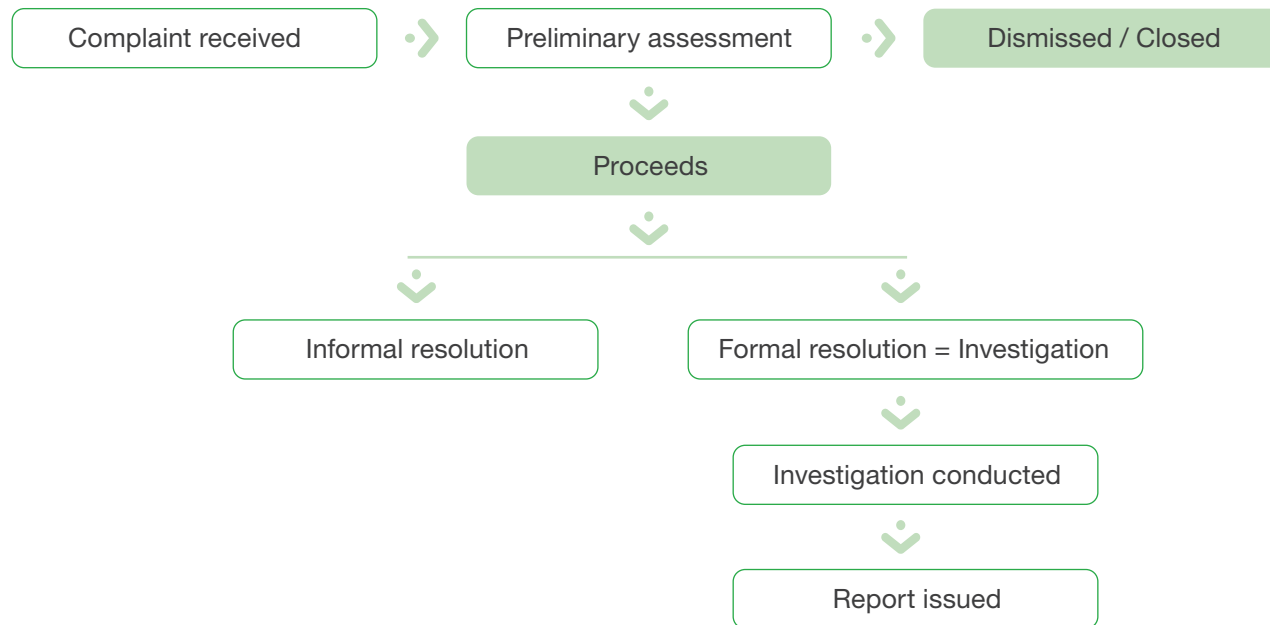 Complaint received
Preliminary assessment
Dismissed / Closed
Proceeds
Informal resolution
Formal resolution = Investigation
Investigation conducted
Report issued